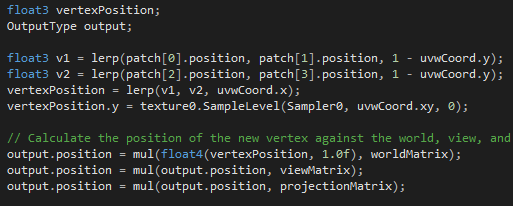 float3 vertexPosition;
OutputType output;
float3 v1 = lerp(patch[0].position, patch[1].position, 1 - uvwCoord.y);
float3 v2 = lerp(patch[2].position, patch[3].position, 1 - uvwCoord.y);
vertexPosition = lerp(v1, v2, uvwCoord.x);
vertexPosition.y = texture0.SampleLevel(Sampler0, uvwCoord.xy, 0);
// Calculate the position of the new vertex against the world, view, and
output.position = mul(float4(vertexPosition, 1.0f), worldMatrix);
output.position = mul(output.position, viewMatrix);
output.position = mul(output.position, projectionMatrix);